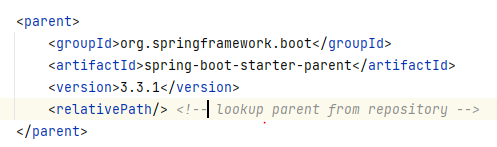 <parent>
<groupId>org.springframework.boot</groupId>
<artifactId>spring-boot-starter-parent</artifactId>
<version>3.3.1</version>
<relativePath/> <!-- lookup parent from repository -->
</parent>